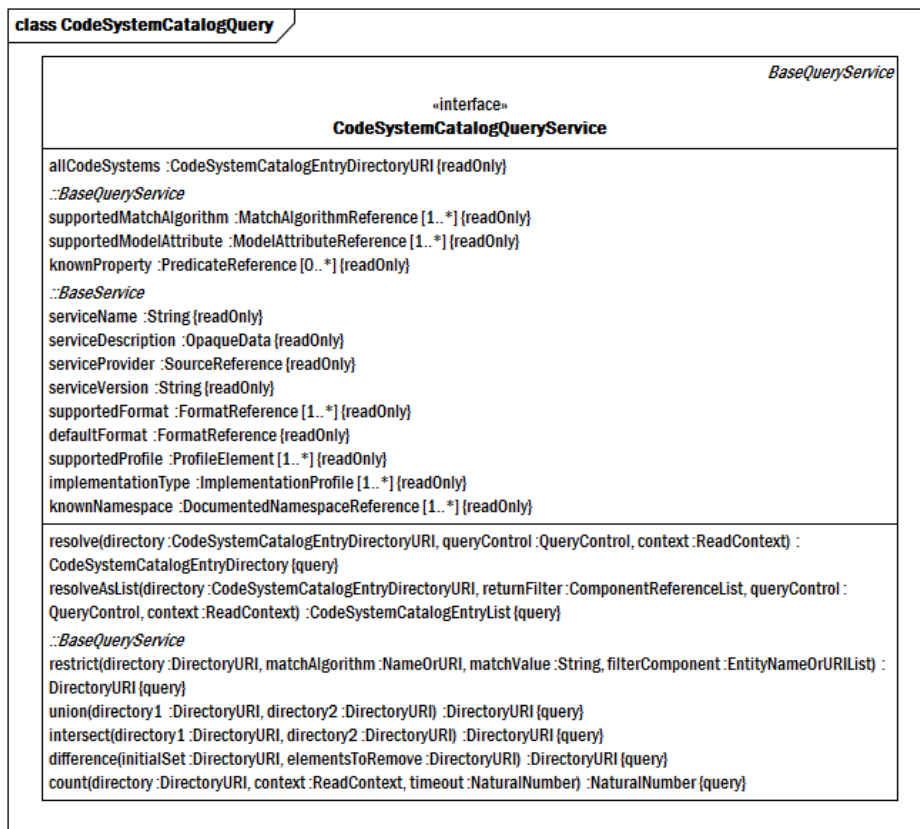 class CodeSystemCatalogQuery
BaseQueryService
«interface»
CodeSystemCatalogQueryService
allCodeSystems :CodeSystemCatalogEntryDirectoryURI {readOnly}
::BaseQueryService
supportedMatchAlgorithm :MatchAlgorithmReference [1..*] {readOnly}
supportedModelAttribute :ModelAttributeReference [1..*] {readOnly}
knownProperty :PredicateReference [0..*] {readOnly}
::BaseService
serviceName :String {readOnly}
serviceDescription :OpaqueData {readOnly}
serviceProvider :SourceReference {readOnly}
serviceVersion :String {readOnly}
supportedFormat :FormatReference [1..*] {readOnly}
defaultFormat :FormatReference {readOnly}
supportedProfile :ProfileElement [1..*] {readOnly}
implementationType :ImplementationProfile [1..*] {readOnly}
knownNamespace :DocumentedNamespaceReference [1..*] {readOnly}
resolve(directory :CodeSystemCatalogEntryDirectoryURI, queryControl :QueryControl, context :ReadContext) :
CodeSystemCatalogEntryDirectory {query}
resolveAsList(directory :CodeSystemCatalogEntryDirectoryURI, returnFilter :ComponentReferenceList, queryControl :
QueryControl, context :ReadContext) :CodeSystemCatalogEntryList {query}
::BaseQueryService
restrict(directory :DirectoryURI, matchAlgorithm :NameOrURI, matchValue :String, filterComponent :EntityNameOrURIList) :
DirectoryURI {query}
union(directory1 :DirectoryURI, directory2 :DirectoryURI) :DirectoryURI {query}
intersect(directory1 :DirectoryURI, directory2 :DirectoryURI) :DirectoryURI {query}
difference(initialSet :DirectoryURI, elementsToRemove :DirectoryURI) :DirectoryURI {query}
count(directory :DirectoryURI, context :ReadContext, timeout :NaturalNumber) :NaturalNumber {query}